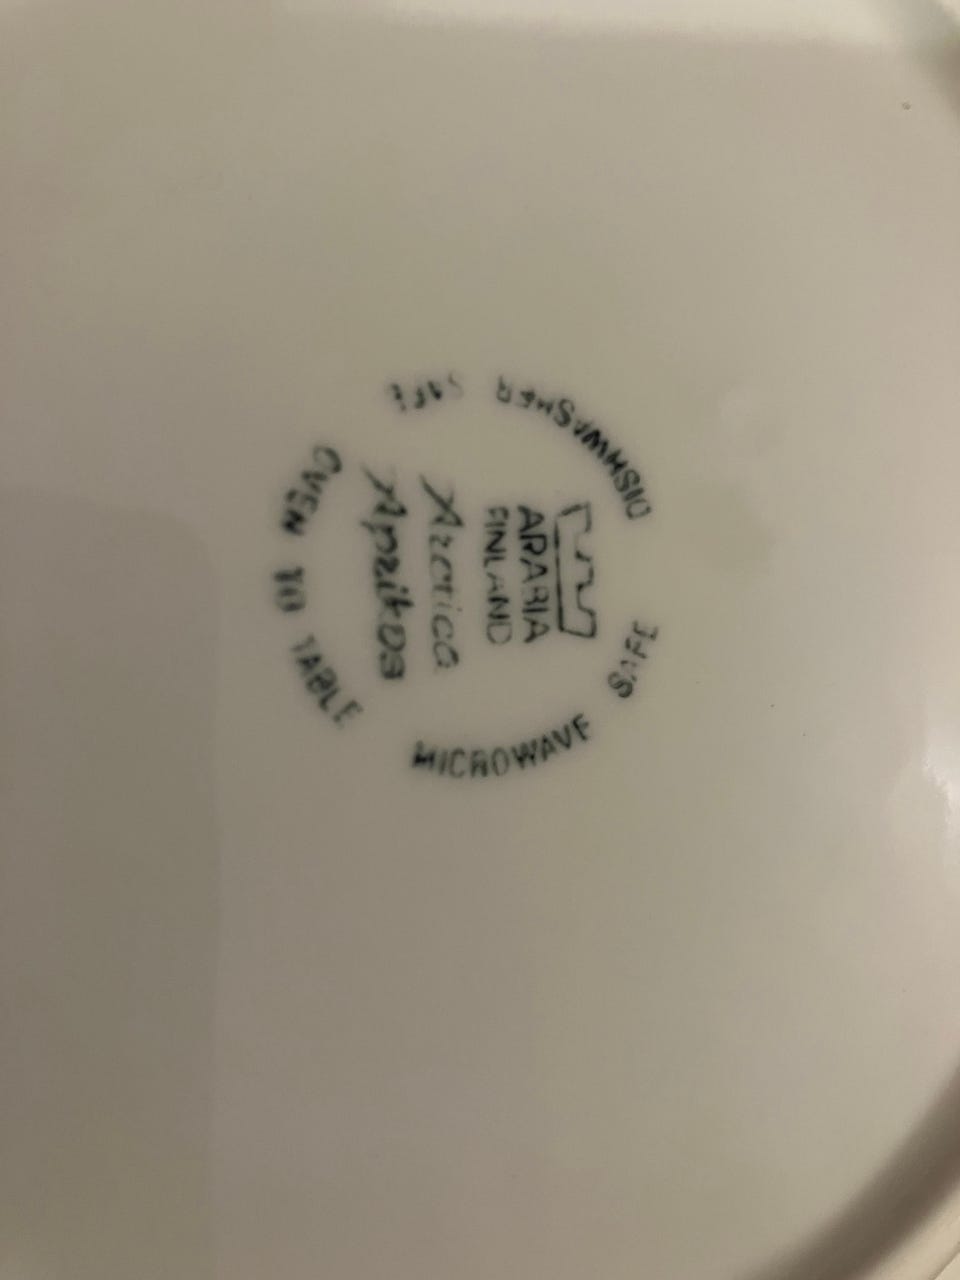 DISHWASHER SAFE
ARABIA
FINLAND
Arctica
Aprikos
MICROWAVE SAFE
OVEN TO TABLE